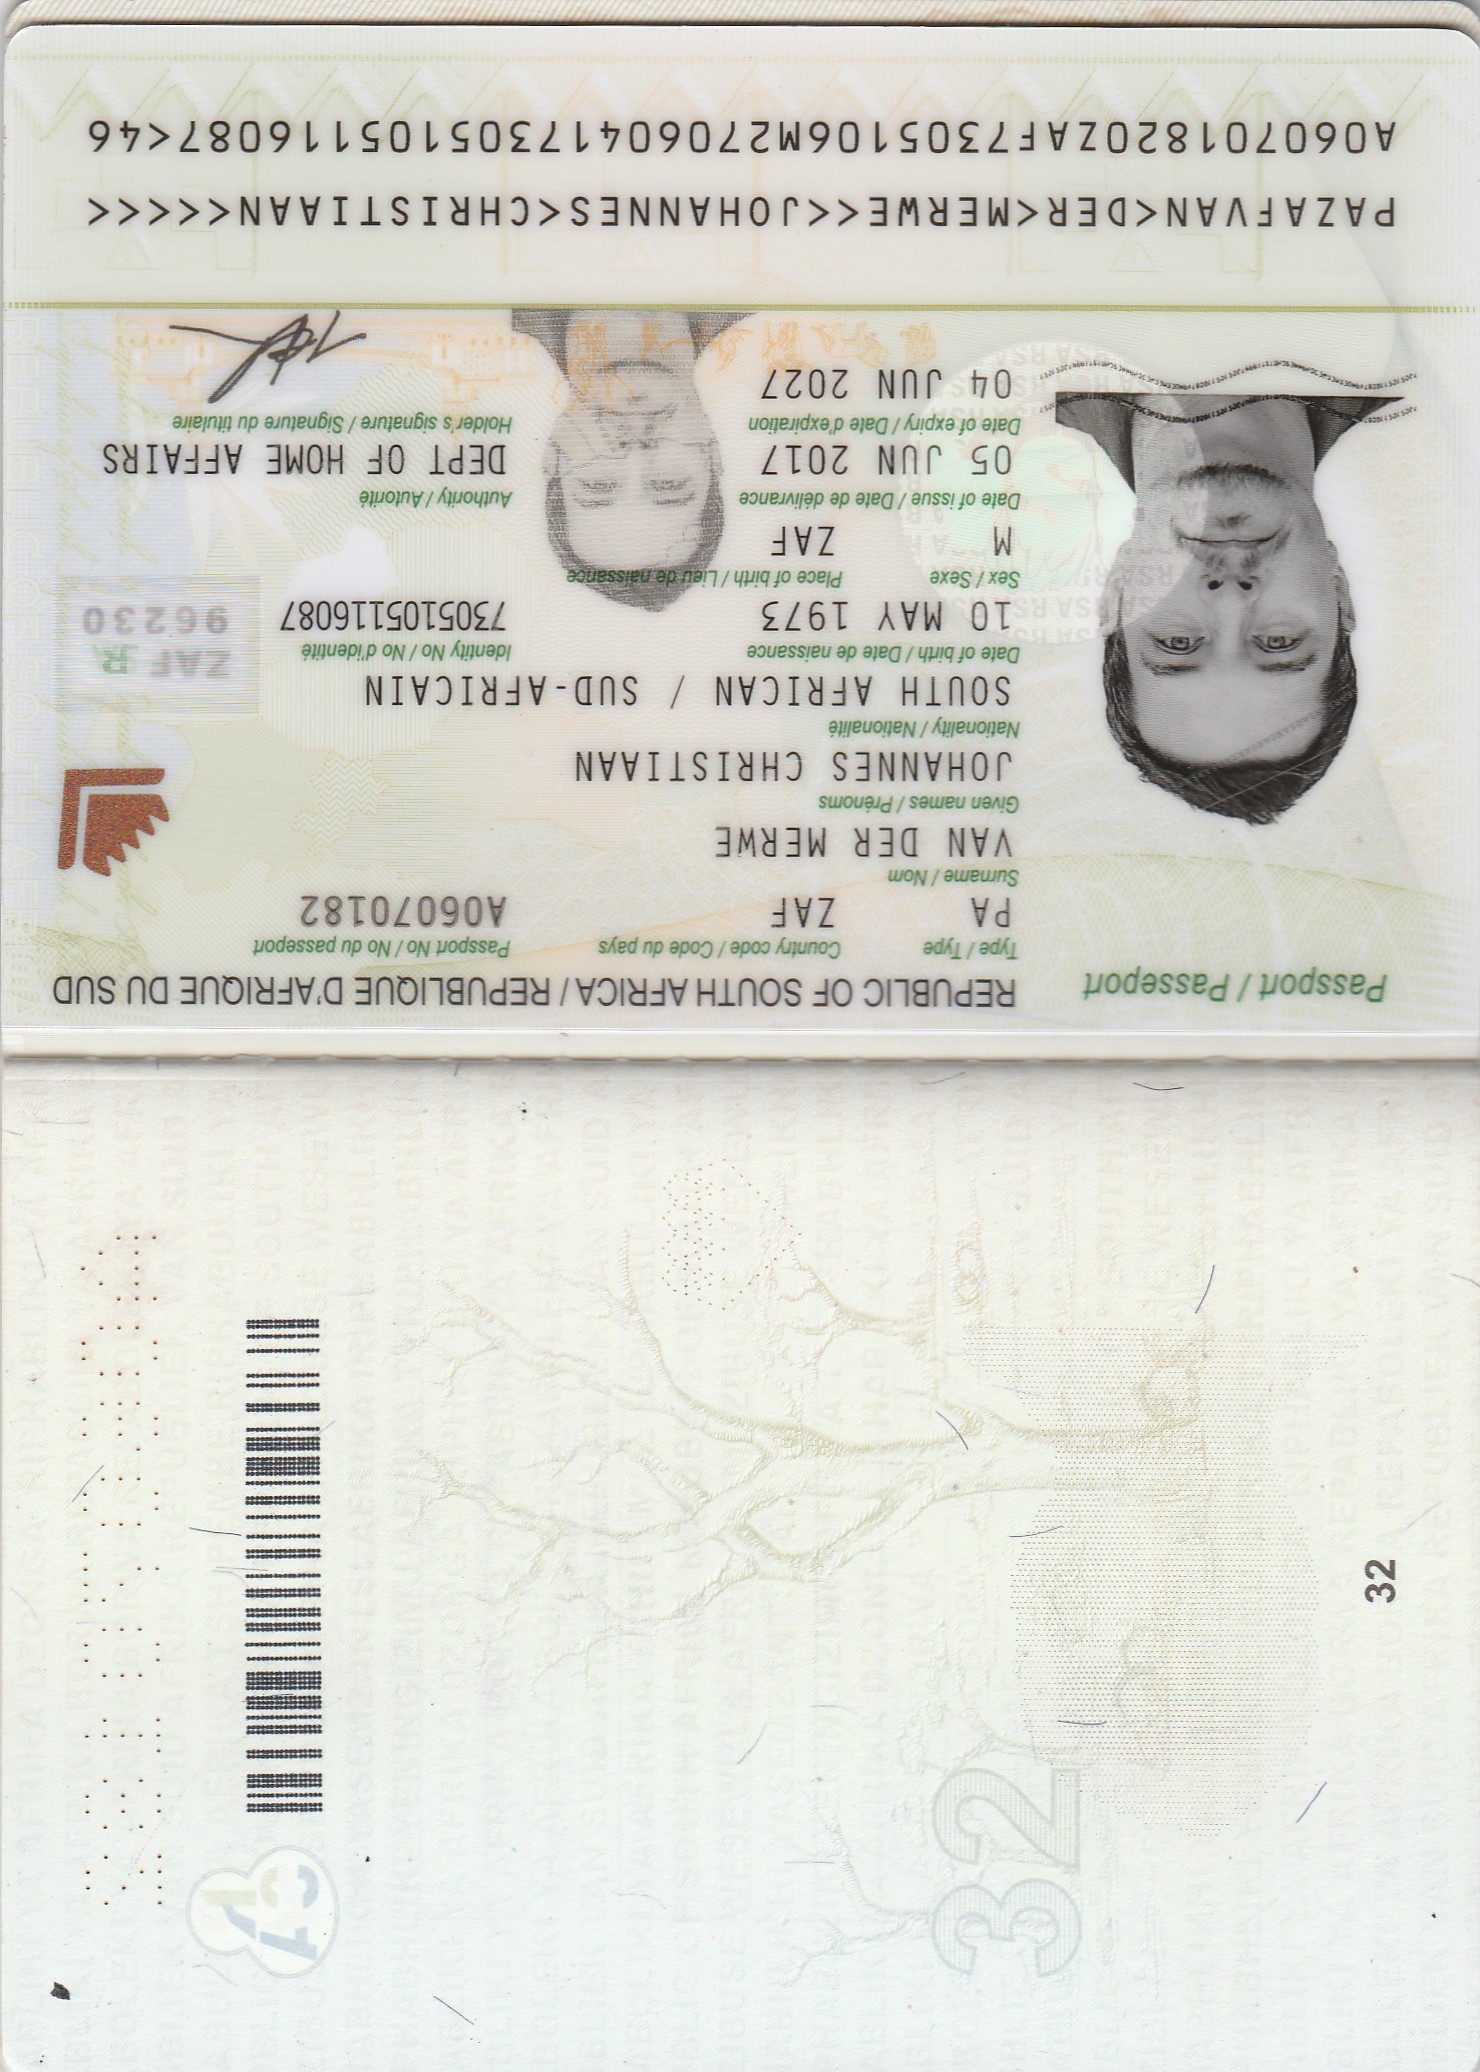 Passport / Passeport
REPUBLIC OF SOUTH AFRICA / REPUBLIQUE D'AFRIQUE DU SUD
Type / Type Country code / Code du pays Passport No / No du passeport
PA ZAF A06070182
Surname / Nom
VAN DER MERWE
Given names / Prénoms
JOHANNES CHRISTIAAN
Nationality / Nationalité
SOUTH AFRICAN / SUD-AFRICAIN
Date of birth / Date de naissance Identity No / No d'identité
10 MAY 1973 7305105116087
Sex / Sexe Place of birth / Lieu de naissance
M ZAF
Date of issue / Date de délivrance Authority / Autorité
05 JUN 2017 DEPT OF HOME AFFAIRS
Date of expiry / Date d'expiration Holder's signature / Signature du titulaire
04 JUN 2027
ZAF R
96230
PAZAFVAN<DER<MERWE<<JOHANNES<CHRISTIAAN<<<<<
A060701820ZAF7305106M27060417305105116087<46
32
32